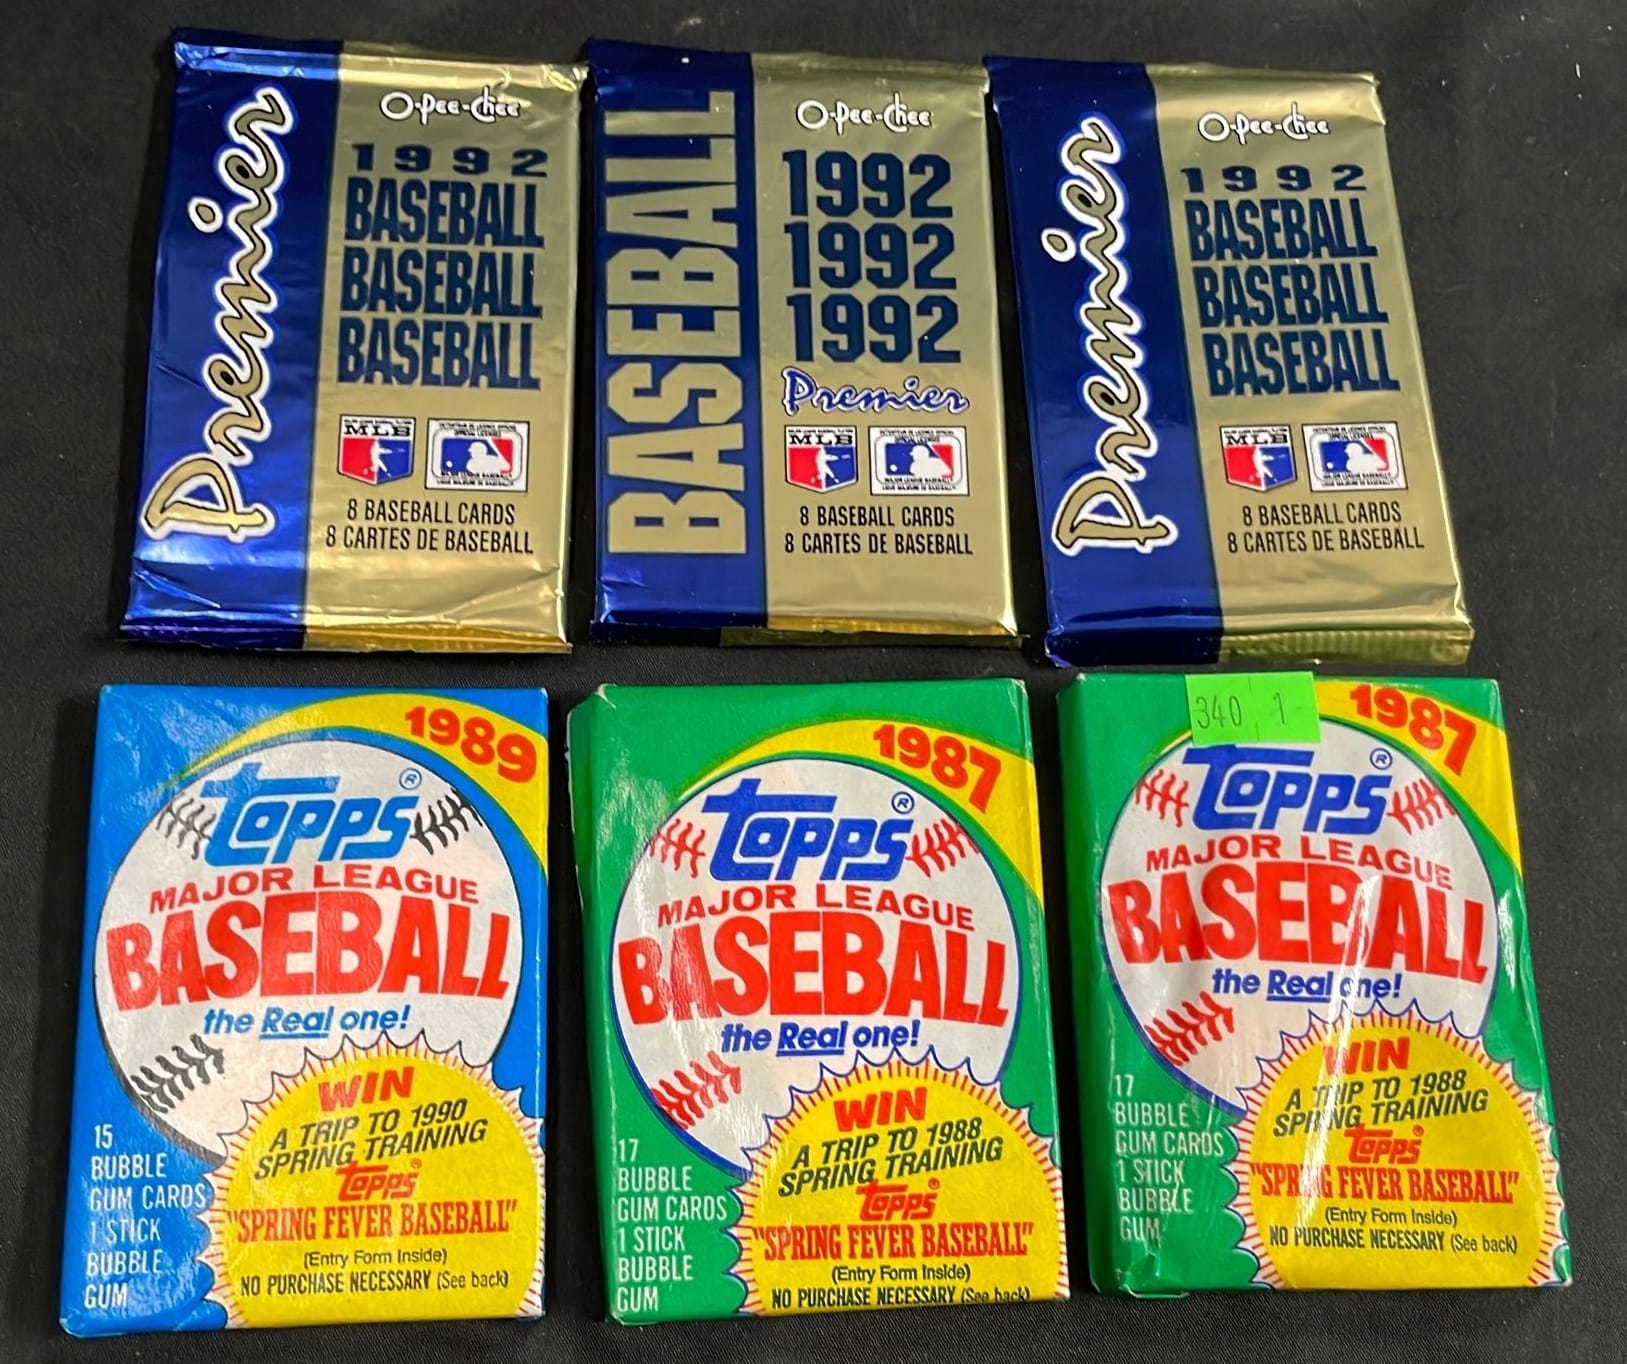 Premier
O-Pee-Chee
1992
BASEBALL
BASEBALL
BASEBALL
MLB
8 BASEBALL CARDS
8 CARTES DE BASEBALL
BASEBALL
O-Pee-Chee
1992
1992
1992
Premier
MLB
8 BASEBALL CARDS
8 CARTES DE BASEBALL
Premier
O-Pee-Chee
1992
BASEBALL
BASEBALL
BASEBALL
MLB
8 BASEBALL CARDS
8 CARTES DE BASEBALL
1989
Topps®
MAJOR LEAGUE
BASEBALL
the Real one!
WIN
A TRIP TO 1990
SPRING TRAINING
Topps®
"SPRING FEVER BASEBALL"
(Entry Form Inside)
NO PURCHASE NECESSARY (See back)
15
BUBBLE
GUM CARDS
1 STICK
BUBBLE
GUM
1987
Topps®
MAJOR LEAGUE
BASEBALL
the Real one!
WIN
A TRIP TO 1988
SPRING TRAINING
Topps®
"SPRING FEVER BASEBALL"
(Entry Form Inside)
NO PURCHASE NECESSARY (See back)
17
BUBBLE
GUM CARDS
1 STICK
BUBBLE
GUM
340 1
1987
Topps®
MAJOR LEAGUE
BASEBALL
the Real one!
WIN
A TRIP TO 1988
SPRING TRAINING
Topps®
"SPRING FEVER BASEBALL"
(Entry Form Inside)
NO PURCHASE NECESSARY (See back)
17
BUBBLE
GUM CARDS
1 STICK
BUBBLE
GUM